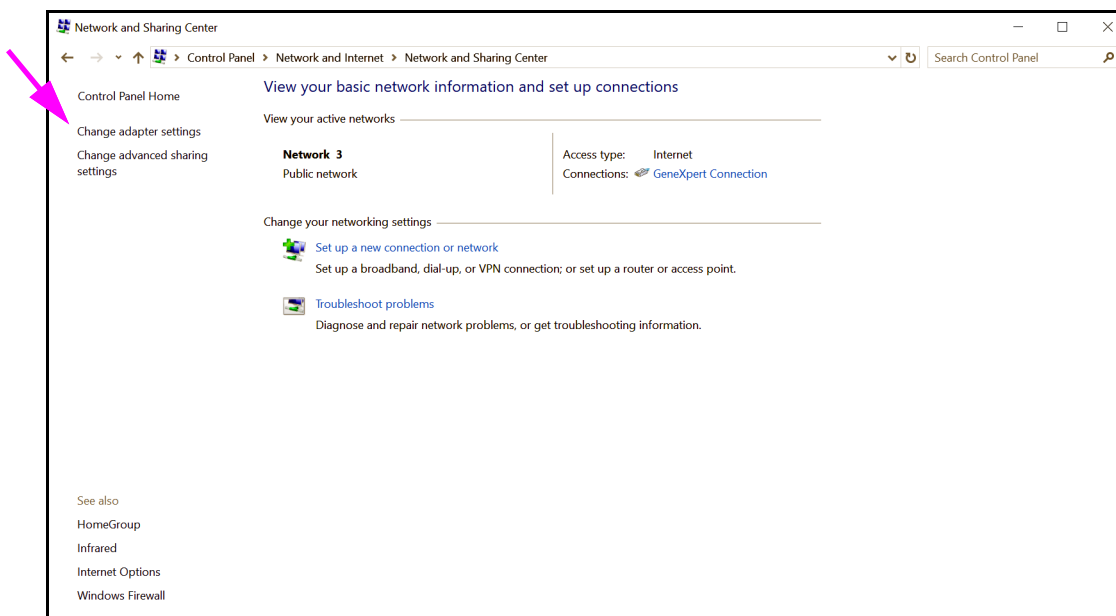 Network and Sharing Center
Control Panel > Network and Internet > Network and Sharing Center
Search Control Panel
Control Panel Home
Change adapter settings
Change advanced sharing
settings
View your basic network information and set up connections
View your active networks
Network 3
Public network
Access type: Internet
Connections: GeneXpert Connection
Change your networking settings
Set up a new connection or network
Set up a broadband, dial-up, or VPN connection; or set up a router or access point.
Troubleshoot problems
Diagnose and repair network problems, or get troubleshooting information.
See also
HomeGroup
Infrared
Internet Options
Windows Firewall